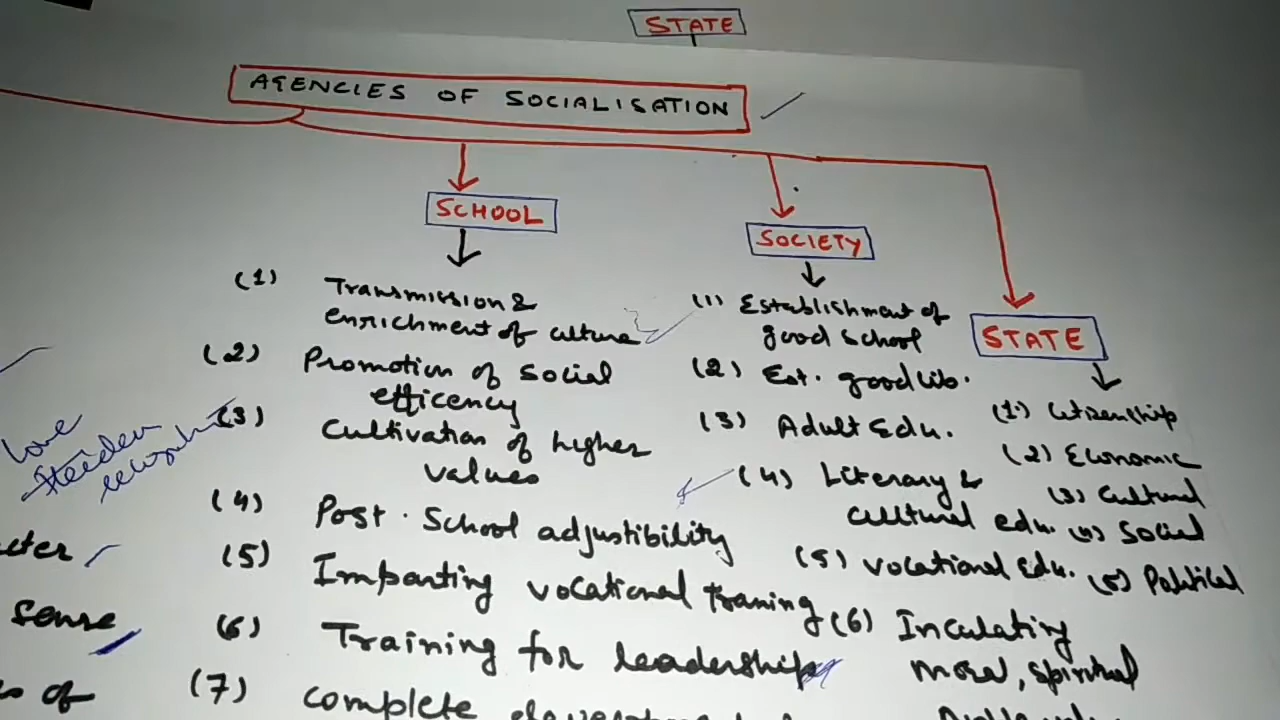 STATE
AGENCIES OF SOCIALISATION
SCHOOL
(1) Transmission &
enrichment of culture
(2) Promotion of social
efficency
(3) Cultivation of higher
values
(4) Post. School adjustibility
(5) Imparting vocational traning
(6) Training for leadership
(7) complete
SOCIETY
(1) Establishment of
good school
(2) Est. good lib.
(3) Adult Edu.
(4) Literary &
cultural edu.
(5) vocational edu.
(6) Inculating
moral, spiritual
STATE
(1) Citizenship
(2) Economic
(3) Cultural
(4) Social
(5) Political
love
cter
sense
of